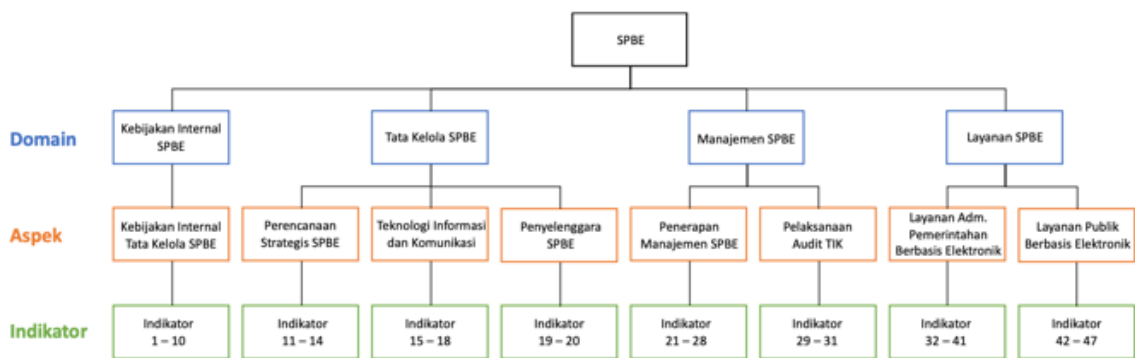 SPBE
Domain
Kebijakan Internal
SPBE
Tata Kelola SPBE
Manajemen SPBE
Layanan SPBE
Aspek
Kebijakan Internal
Tata Kelola SPBE
Perencanaan
Strategis SPBE
Teknologi Informasi
dan Komunikasi
Penyelenggara
SPBE
Penerapan
Manajemen SPBE
Pelaksanaan
Audit TIK
Layanan Adm.
Pemerintahan
Berbasis Elektronik
Layanan Publik
Berbasis Elektronik
Indikator
Indikator
1 – 10
Indikator
11 – 14
Indikator
15 – 18
Indikator
19 – 20
Indikator
21 – 28
Indikator
29 – 31
Indikator
32 – 41
Indikator
42 – 47